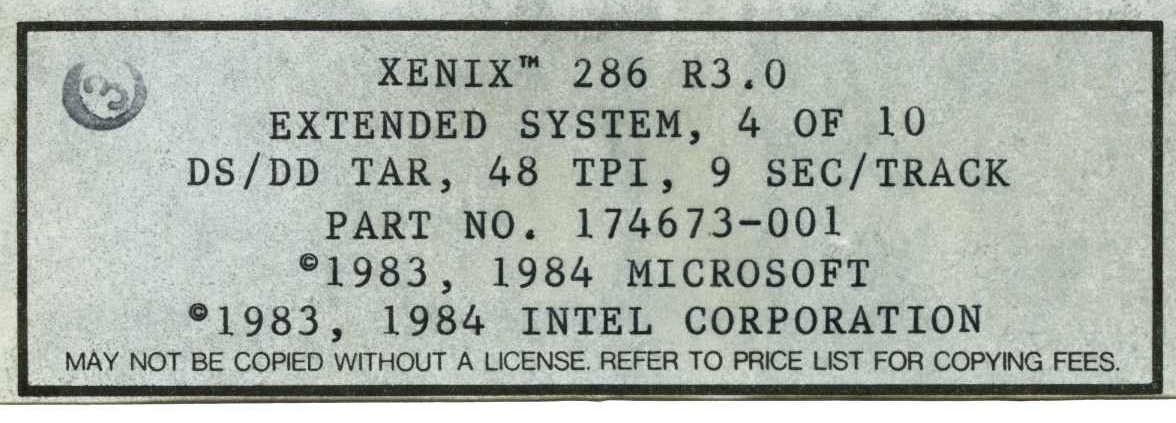 XENIX™ 286 R3.0
EXTENDED SYSTEM, 4 OF 10
DS/DD TAR, 48 TPI, 9 SEC/TRACK
PART NO. 174673-001
©1983, 1984 MICROSOFT
©1983, 1984 INTEL CORPORATION
MAY NOT BE COPIED WITHOUT A LICENSE. REFER TO PRICE LIST FOR COPYING FEES.